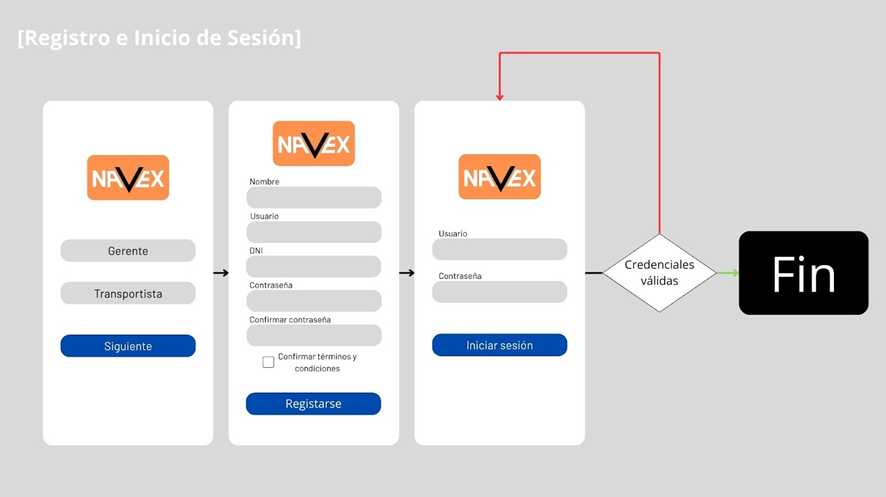 [Registro e Inicio de Sesión]
NAVEX
Gerente
Transportista
Siguiente
NAVEX
Nombre
Usuario
DNI
Contraseña
Confirmar contraseña
Confirmar términos y
condiciones
Registarse
NAVEX
Usuario
Contraseña
Iniciar sesión
Credenciales
válidas
Fin